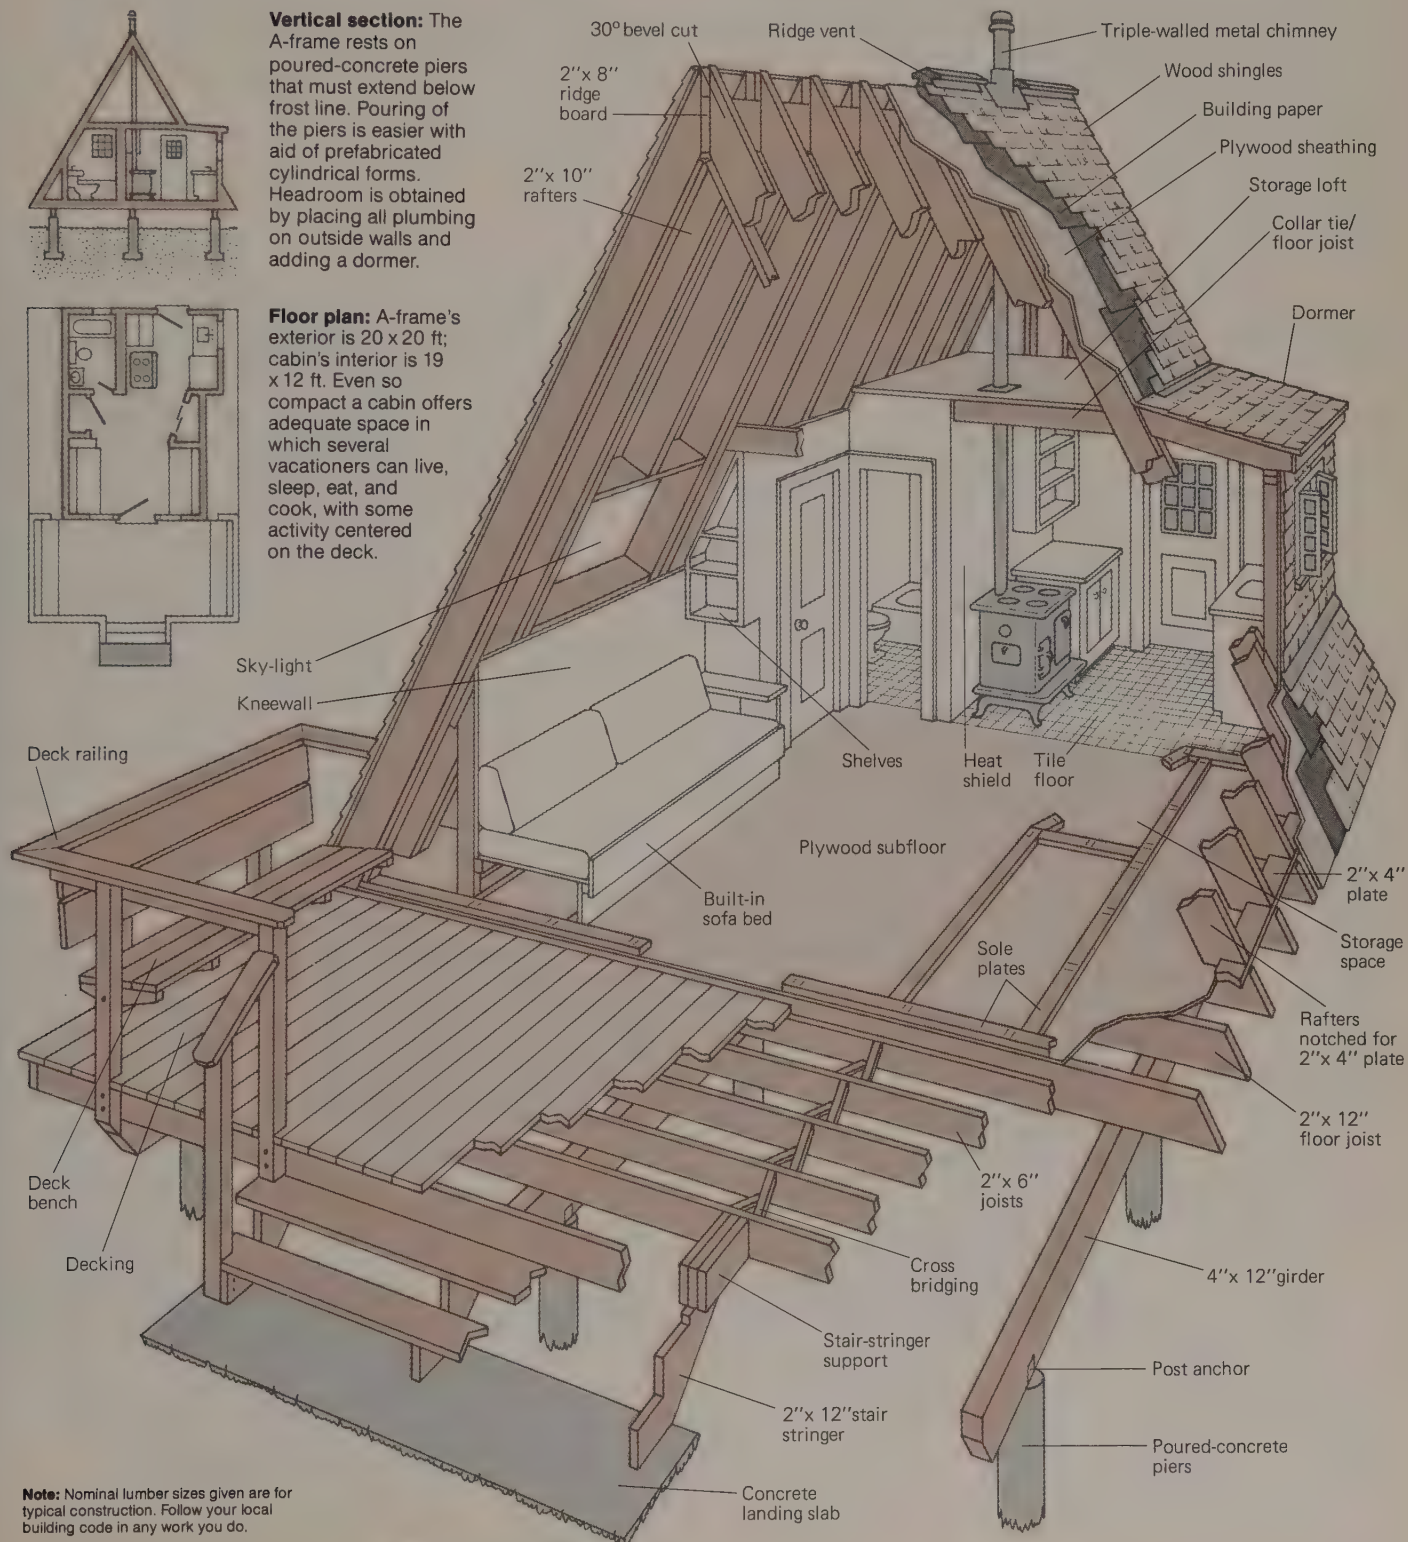 Vertical section: The
A-frame rests on
poured-concrete piers
that must extend below
frost line. Pouring of
the piers is easier with
aid of prefabricated
cylindrical forms.
Headroom is obtained
by placing all plumbing
on outside walls and
adding a dormer.
Floor plan: A-frame's
exterior is 20 x 20 ft;
cabin's interior is 19
x 12 ft. Even so
compact a cabin offers
adequate space in
which several
vacationers can live,
sleep, eat, and
cook, with some
activity centered
on the deck.
30° bevel cut
Ridge vent
Triple-walled metal chimney
2"x 8"
ridge
board
Wood shingles
Building paper
Plywood sheathing
2"x 10"
rafters
Storage loft
Collar tie/
floor joist
Dormer
Sky-light
Kneewall
Deck railing
Shelves
Heat
shield
Tile
floor
Plywood subfloor
Built-in
sofa bed
2"x 4"
plate
Storage
space
Sole
plates
Rafters
notched for
2"x 4" plate
2"x 12"
floor joist
Deck
bench
2"x 6"
joists
Decking
Cross
bridging
4"x 12"girder
Stair-stringer
support
Post anchor
2"x 12"stair
stringer
Poured-concrete
piers
Concrete
landing slab
Note: Nominal lumber sizes given are for
typical construction. Follow your local
building code in any work you do.